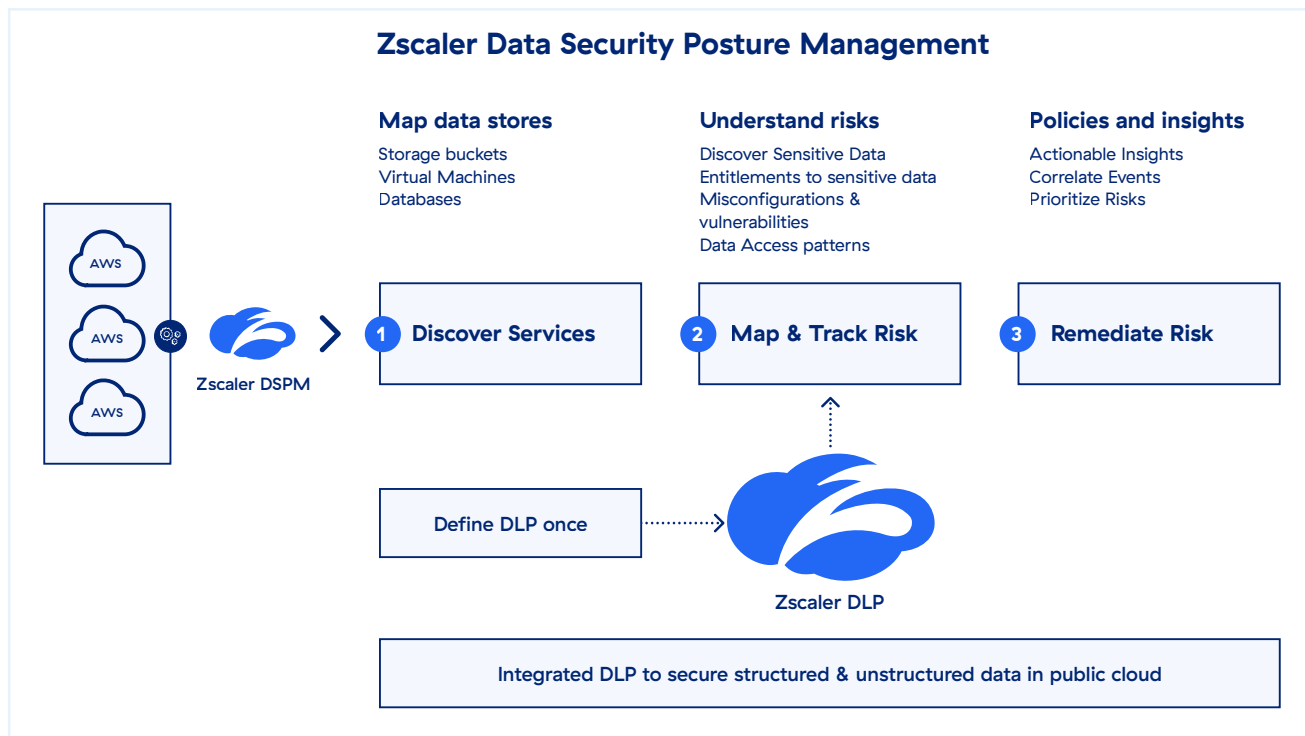 Zscaler Data Security Posture Management
Map data stores
Storage buckets
Virtual Machines
Databases
Understand risks
Discover Sensitive Data
Entitlements to sensitive data
Misconfigurations &
vulnerabilities
Data Access patterns
Policies and insights
Actionable Insights
Correlate Events
Prioritize Risks
AWS
AWS
AWS
Zscaler DSPM
1 Discover Services
2 Map & Track Risk
3 Remediate Risk
Define DLP once
Zscaler DLP
Integrated DLP to secure structured & unstructured data in public cloud